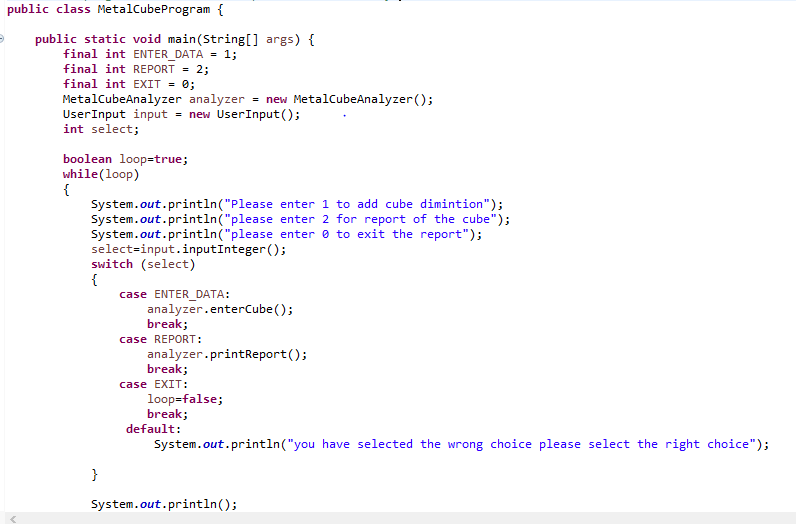 public class MetalCubeProgram {
public static void main(String[] args) {
final int ENTER_DATA = 1;
final int REPORT = 2;
final int EXIT = 0;
MetalCubeAnalyzer analyzer = new MetalCubeAnalyzer();
UserInput input = new UserInput();
int select;
boolean loop=true;
while(loop)
{
System.out.println("Please enter 1 to add cube dimintion");
System.out.println("please enter 2 for report of the cube");
System.out.println("please enter 0 to exit the report");
select=input.inputInteger();
switch (select)
{
case ENTER_DATA:
analyzer.enterCube();
break;
case REPORT:
analyzer.printReport();
break;
case EXIT:
loop=false;
break;
default:
System.out.println("you have selected the wrong choice please select the right choice");
}
System.out.println();